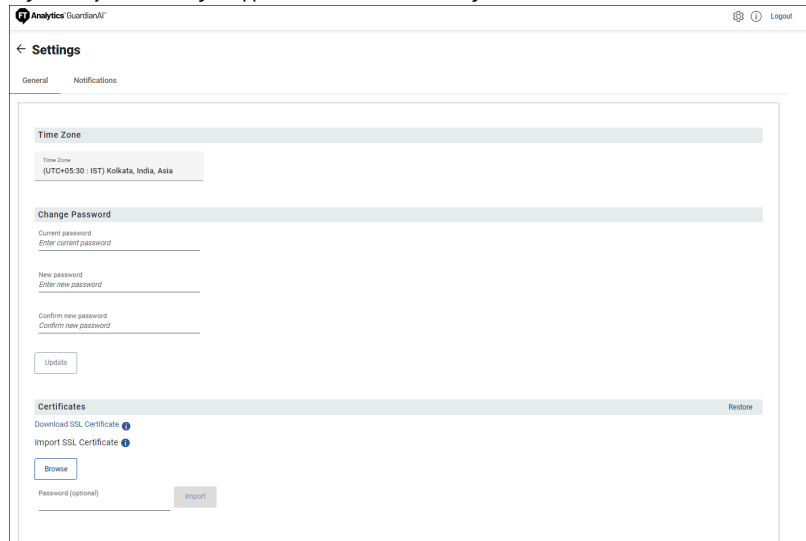 FT Analytics GuardianAI
Logout
Settings
General Notifications
Time Zone
Time Zone
(UTC+05:30 : IST) Kolkata, India, Asia
Change Password
Current password
Enter current password
New password
Enter new password
Confirm new password
Confirm new password
Update
Certificates Restore
Download SSL Certificate
Import SSL Certificate
Browse
Password (optional) Import